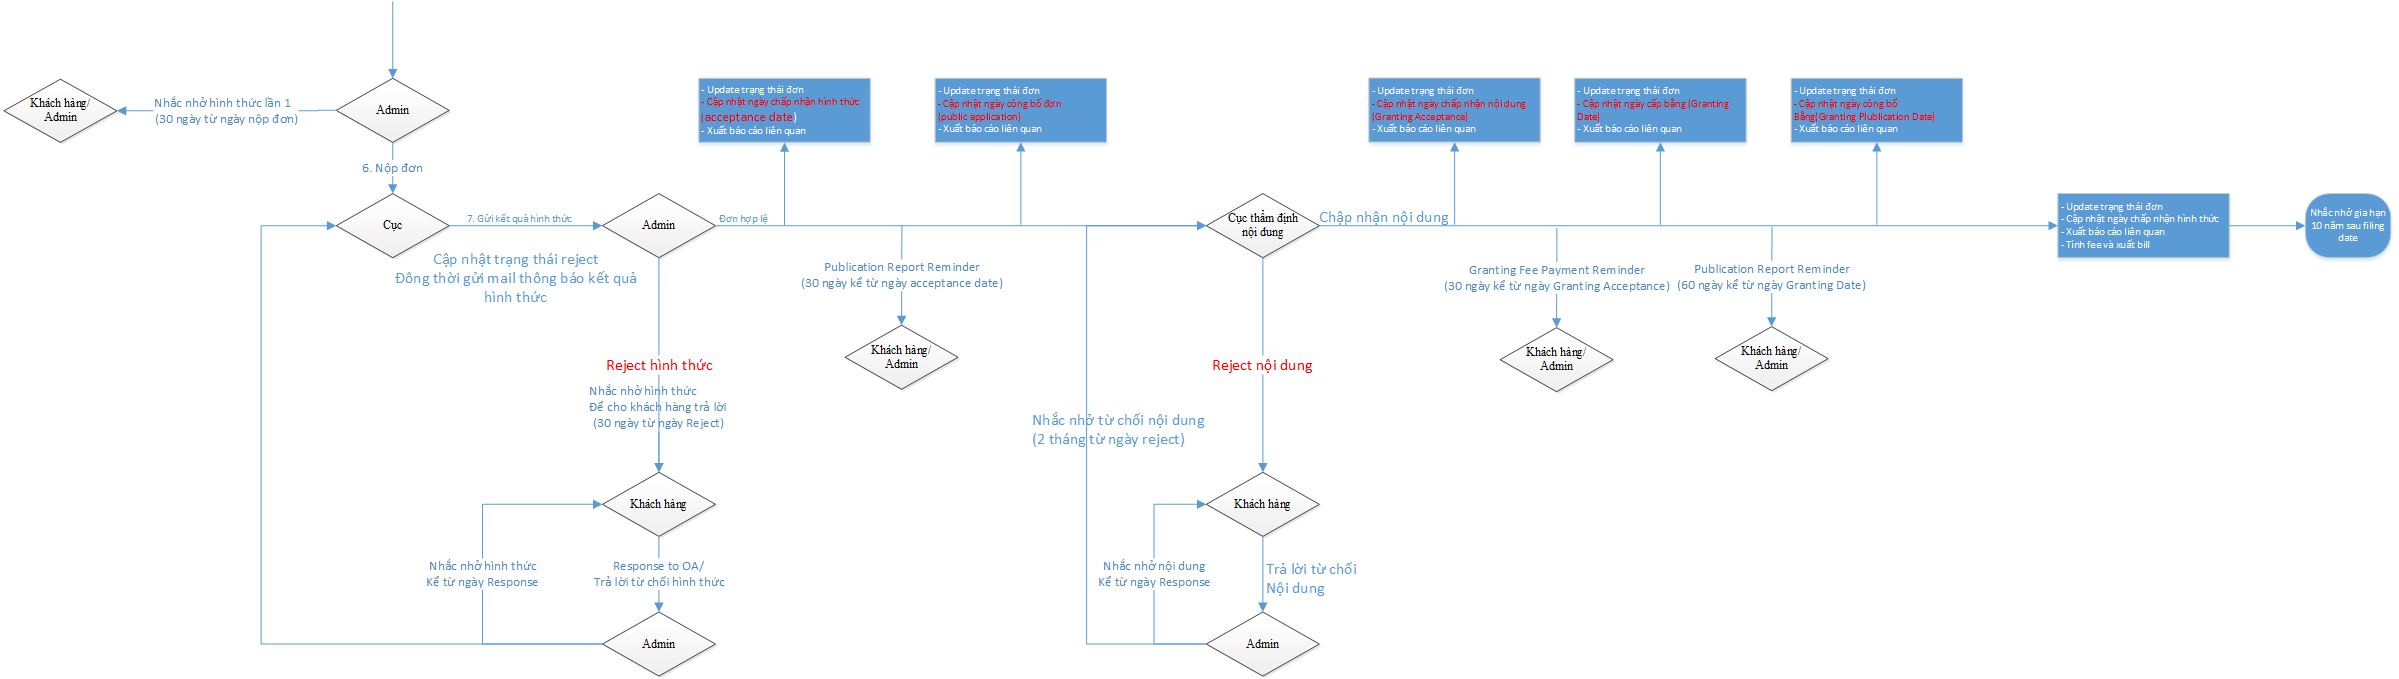 Khách hàng/
Admin
Nhắc nhở hình thức lần 1
(30 ngày từ ngày nộp đơn)
Admin
6. Nộp đơn
Cục
7. Gửi kết quả hình thức
Cập nhật trạng thái reject
Đông thời gửi mail thông báo kết quả
hình thức
Admin
Đơn hợp lệ
- Update trạng thái đơn
- Cập nhật ngày chấp nhận hình thức
(acceptance date)
- Xuất báo cáo liên quan
- Update trạng thái đơn
- Cập nhật ngày công bố đơn
(public application)
- Xuất báo cáo liên quan
Publication Report Reminder
(30 ngày kể từ ngày acceptance date)
Khách hàng/
Admin
Reject hình thức
Nhắc nhở hình thức
Để cho khách hàng trả lời
(30 ngày từ ngày Reject)
Khách hàng
Nhắc nhở hình thức
Kể từ ngày Response
Response to OA/
Trả lời từ chối hình thức
Admin
Cục thẩm định
nội dung
Chập nhận nội dung
Reject nội dung
Nhắc nhở từ chối nội dung
(2 tháng từ ngày reject)
Khách hàng
Nhắc nhở nội dung
Kể từ ngày Response
Trả lời từ chối
Nội dung
Admin
- Update trạng thái đơn
- Cập nhật ngày chấp nhận nội dung
(Granting Acceptance)
- Xuất báo cáo liên quan
- Update trạng thái đơn
- Cập nhật ngày cấp bằng (Granting
Date)
- Xuất báo cáo liên quan
- Update trạng thái đơn
- Cập nhật ngày công bố
Bằng(Granting Plublication Date)
- Xuất báo cáo liên quan
Granting Fee Payment Reminder
(30 ngày kể từ ngày Granting Acceptance)
Khách hàng/
Admin
Publication Report Reminder
(60 ngày kể từ ngày Granting Date)
Khách hàng/
Admin
- Update trạng thái đơn
- Cập nhật ngày chấp nhận hình thức
- Xuất báo cáo liên quan
- Tính fee và xuất bill
Nhắc nhở gia hạn
10 năm sau filing
date